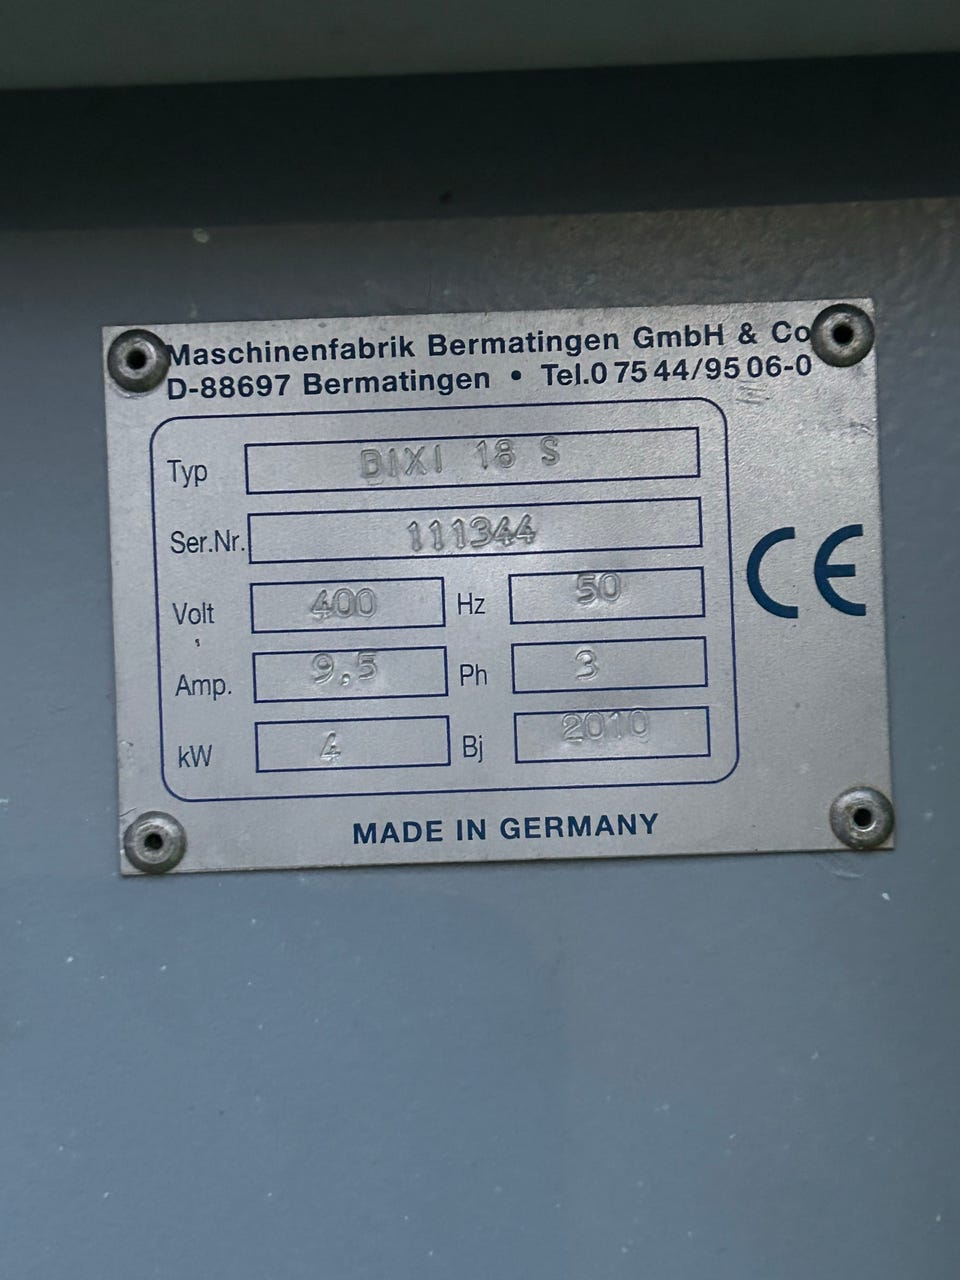 Maschinenfabrik Bermatingen GmbH & Co
D-88697 Bermatingen • Tel.0 75 44/95 06-0
Typ BIXI 18 S
Ser.Nr. 111344
Volt 400 Hz 50
Amp. 9,5 Ph 3
kW 4 Bj 2010
CE
MADE IN GERMANY